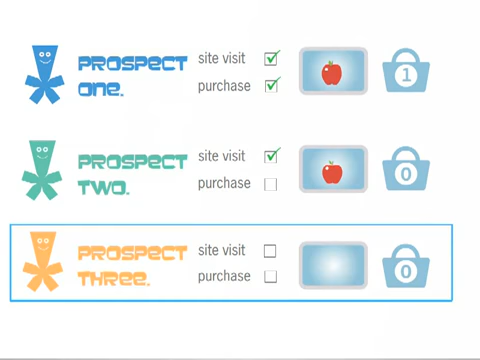 PROSPECT
ONE.
site visit
purchase
1
PROSPECT
TWO.
site visit
purchase
0
PROSPECT
THREE.
site visit
purchase
0